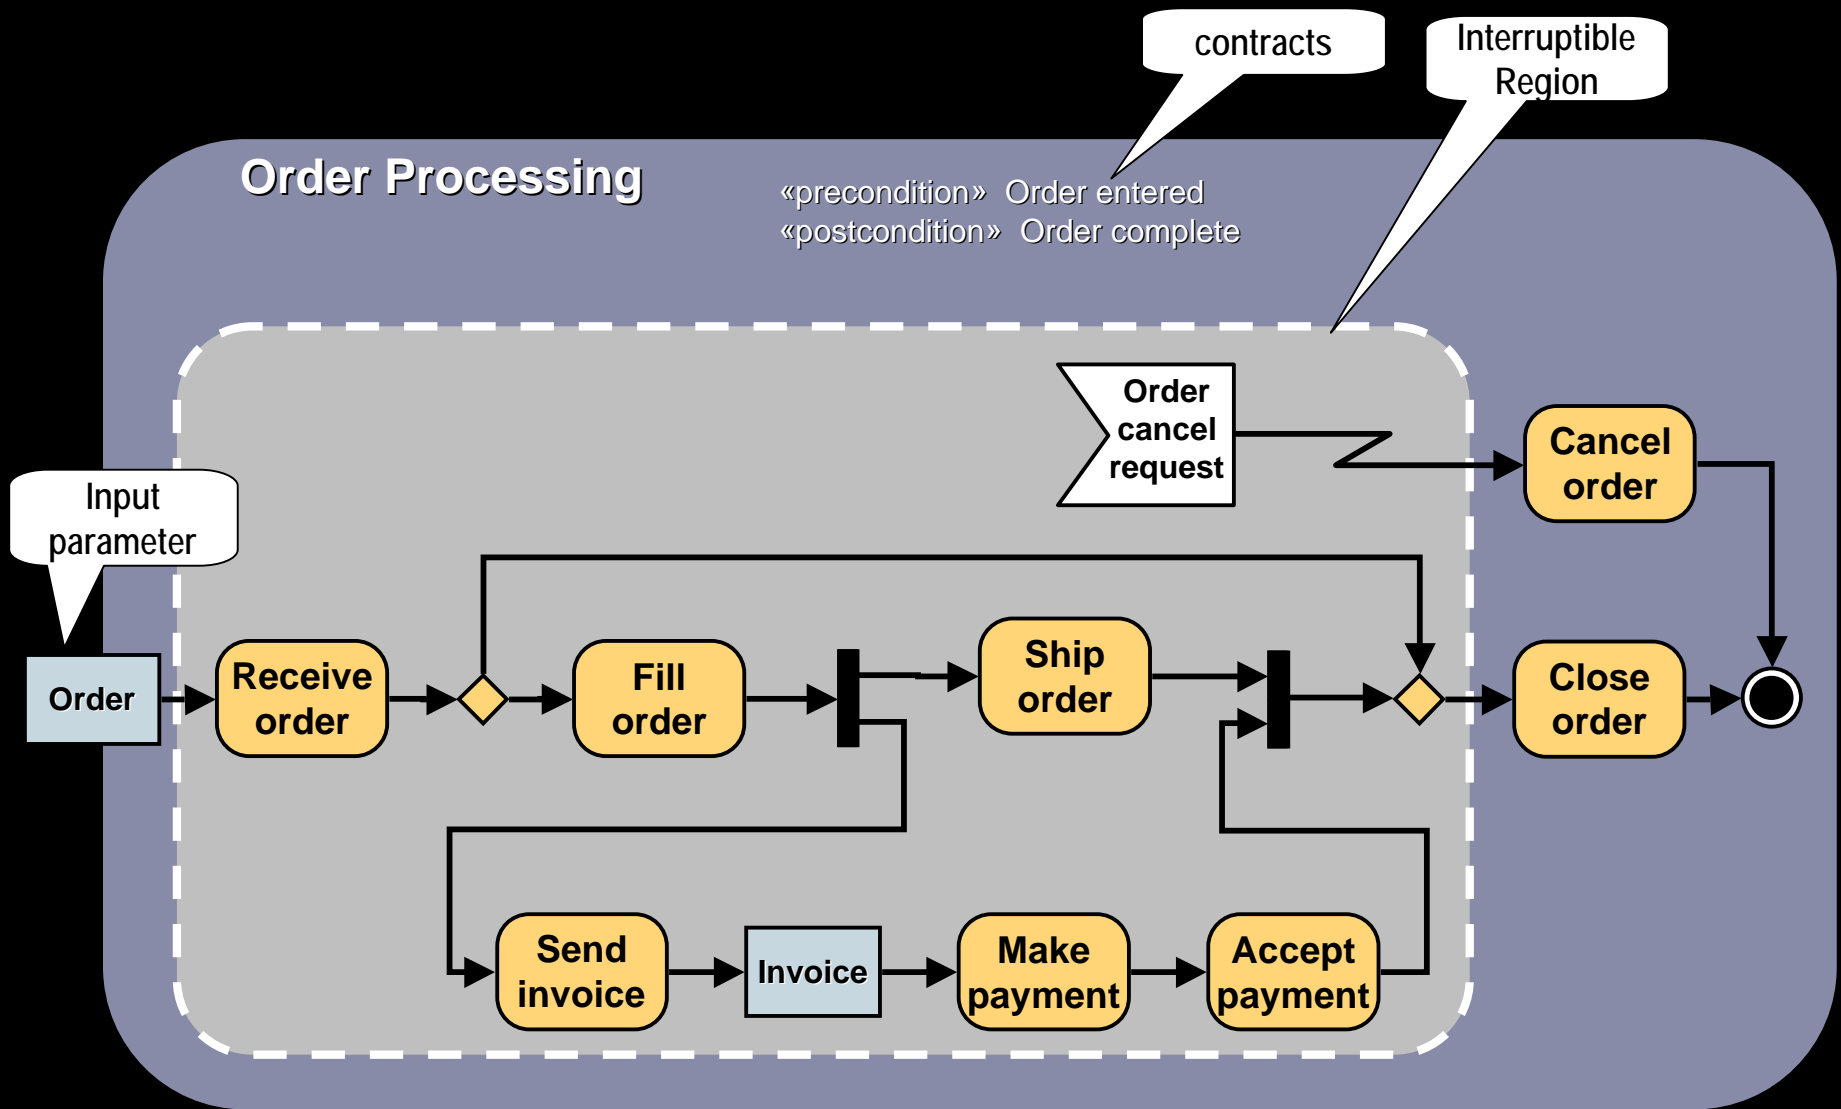 contracts
Interruptible
Region
Order Processing
«precondition» Order entered
«postcondition» Order complete
Order
cancel
request
Cancel
order
Input
parameter
Order
Receive
order
Fill
order
Ship
order
Close
order
Send
invoice
Invoice
Make
payment
Accept
payment